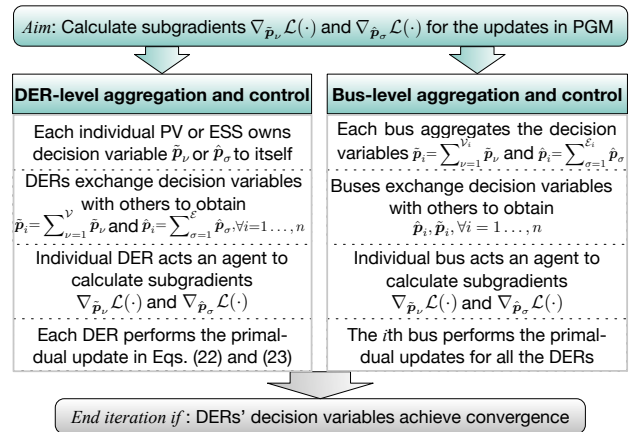 Aim: Calculate subgradients ∇_{p̃_ν} ℒ(·) and ∇_{p̂_σ} ℒ(·) for the updates in PGM
DER-level aggregation and control
Each individual PV or ESS owns
decision variable p̃_ν or p̂_σ to itself
DERs exchange decision variables
with others to obtain
p̃_i=∑_{ν=1}^{𝒱} p̃_ν and p̂_i=∑_{σ=1}^{ℰ} p̂_σ,∀i=1…,n
Individual DER acts an agent to
calculate subgradients
∇_{p̃_ν} ℒ(·) and ∇_{p̂_σ} ℒ(·)
Each DER performs the primal-
dual update in Eqs. (22) and (23)
Bus-level aggregation and control
Each bus aggregates the decision
variables p̃_i=∑_{ν=1}^{𝒱_i} p̃_ν and p̂_i=∑_{σ=1}^{ℰ_i} p̂_σ
Buses exchange decision variables
with others to obtain
p̂_i, p̃_i, ∀i = 1…, n
Individual bus acts an agent to
calculate subgradients
∇_{p̃_ν} ℒ(·) and ∇_{p̂_σ} ℒ(·)
The ith bus performs the primal-
dual updates for all the DERs
End iteration if : DERs' decision variables achieve convergence